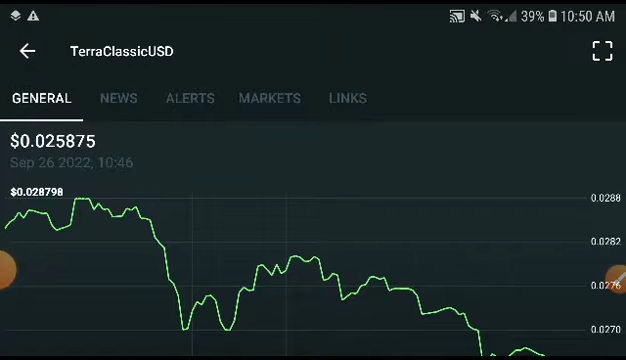 39% 10:50 AM
TerraClassicUSD
GENERAL NEWS ALERTS MARKETS LINKS
$0.025875
Sep 26 2022, 10:46
$0.028798
0.0288
0.0282
0.0276
0.0270